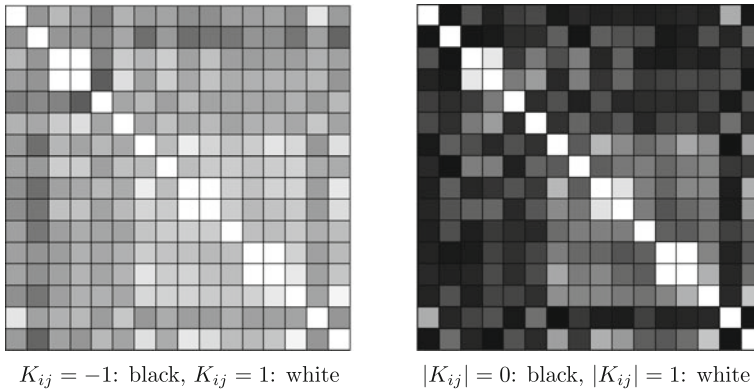 K_{ij} = −1: black, K_{ij} = 1: white
|K_{ij}| = 0: black, |K_{ij}| = 1: white